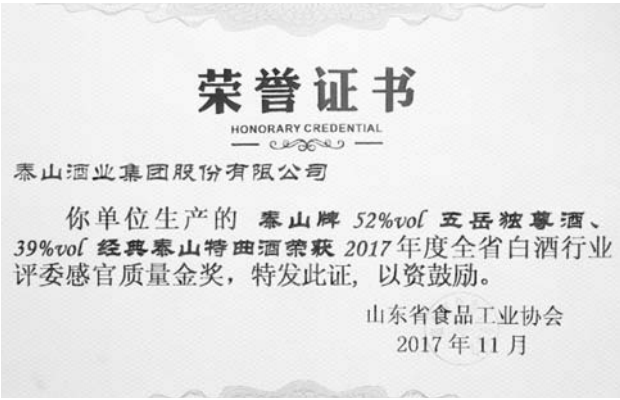 荣誉证书
HONORARY CREDENTIAL
泰山酒业集团股份有限公司
你单位生产的 泰山牌 52%vol 五岳独尊酒、
39%vol 经典泰山特曲酒荣获 2017 年度全省白酒行业
评委感官质量金奖，特发此证，以资鼓励。
山东省食品工业协会
2017 年 11 月